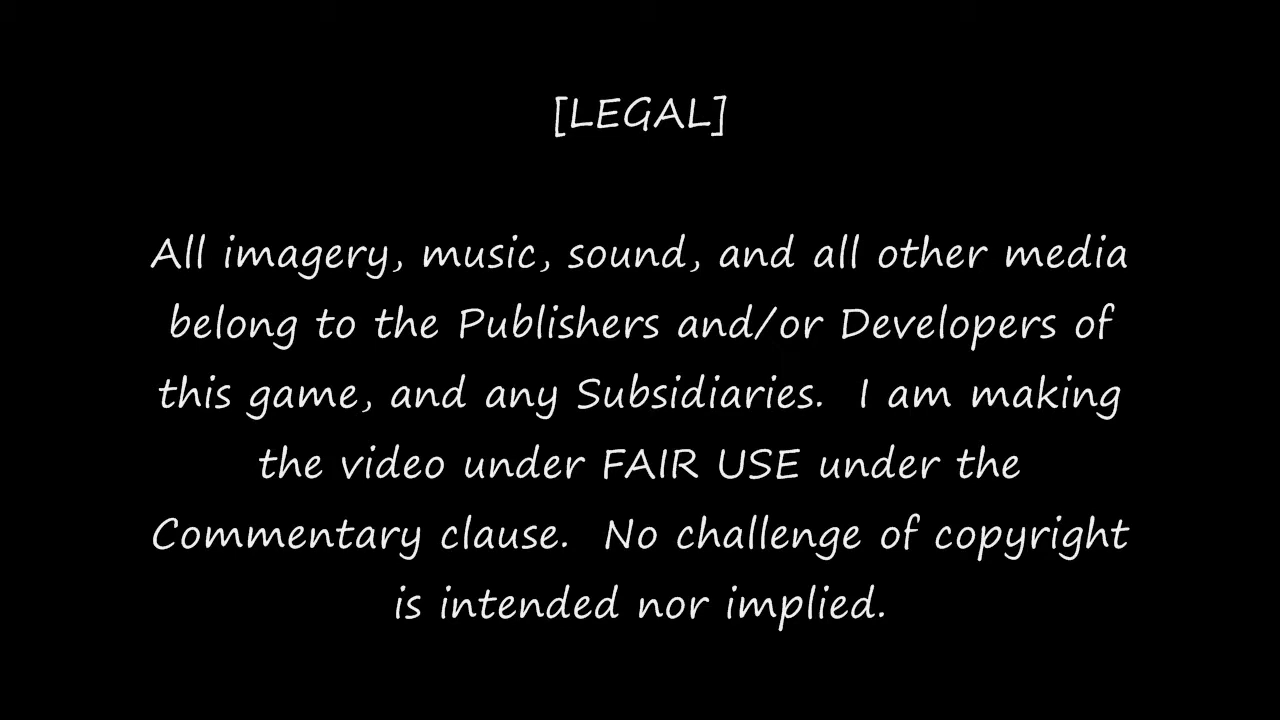 [LEGAL]
All imagery, music, sound, and all other media
belong to the Publishers and/or Developers of
this game, and any Subsidiaries.  I am making
the video under FAIR USE under the
Commentary clause.  No challenge of copyright
is intended nor implied.